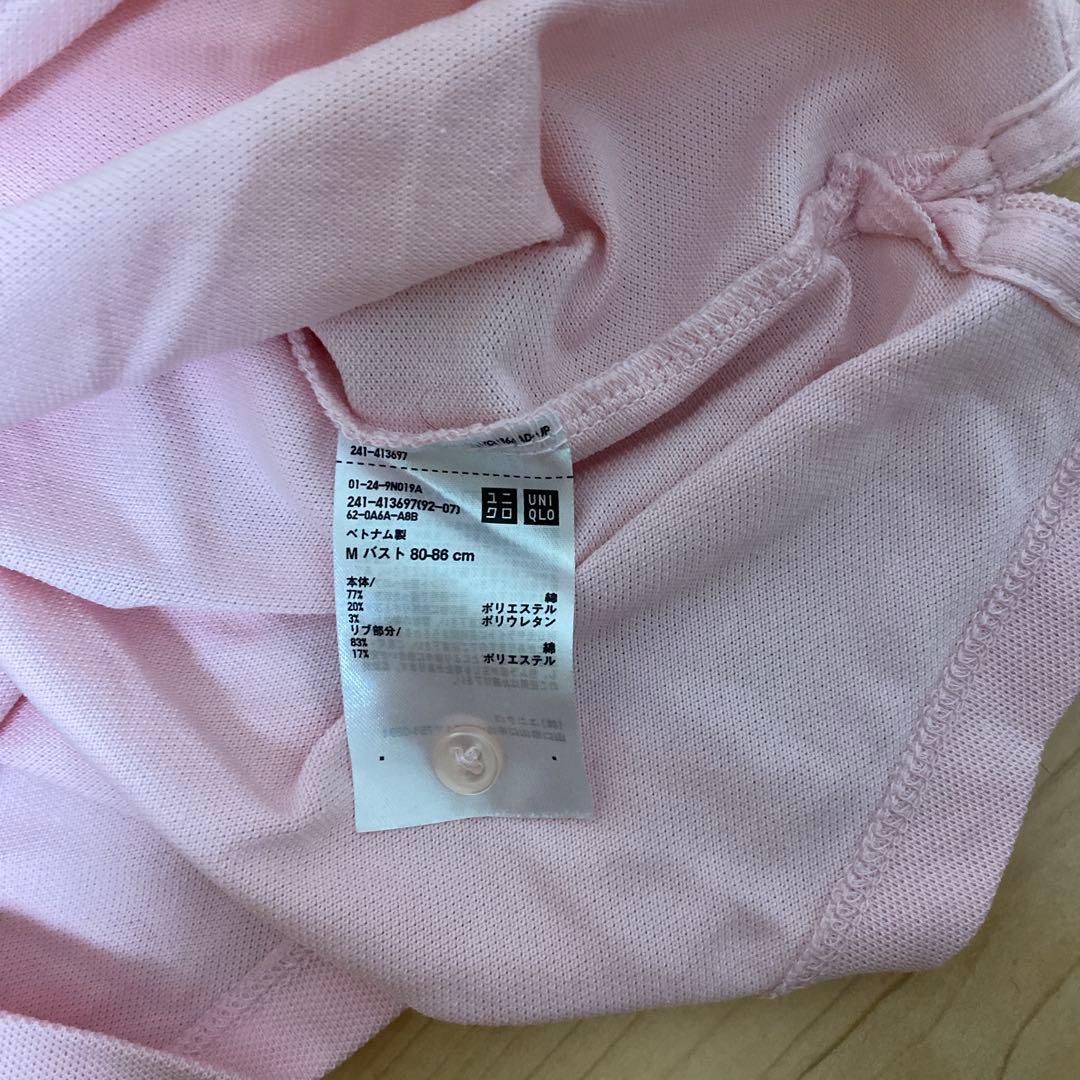 241-413697
01-24-9N019A
241-413697(92-07)
62-0A6A-A8B
ユニ
クロ
UNI
QLO
ベトナム製
M バスト 80-86 cm
本体/
77% 綿
20% ポリエステル
3% ポリウレタン
リブ部分/
83% 綿
17% ポリエステル